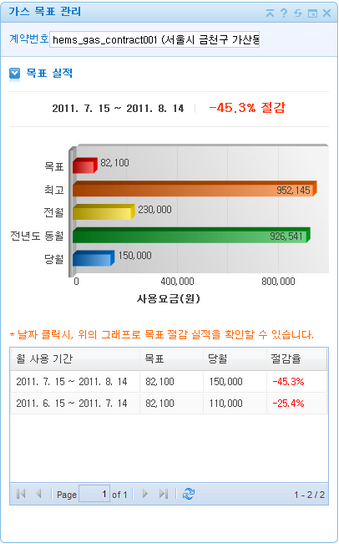 가스 목표 관리
계약번호 hems_gas_contract001 (서울시 금천구 가산동
목표 실적
2011. 7. 15 ~ 2011. 8. 14 -45.3% 절감
목표 82,100
최고 952,145
전월 230,000
전년도 동월 926,541
당월 150,000
0 400,000 800,000
사용요금(원)
* 날짜 클릭시, 위의 그래프로 목표 절감 실적을 확인할 수 있습니다.
월 사용 기간 목표 당월 절감률
2011. 7. 15 ~ 2011. 8. 14 82,100 150,000 -45.3%
2011. 6. 15 ~ 2011. 7. 14 82,100 110,000 -25.4%
Page 1 of 1 1 - 2 / 2